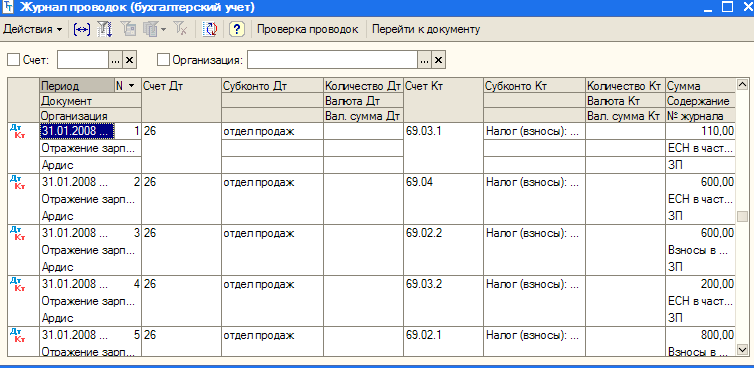 Журнал проводок (бухгалтерский учет)
Действия Проверка проводок Перейти к документу
Счет: ... Организация: ...
Период N Счет Дт Субконто Дт Количество Дт Счет Кт Субконто Кт Количество Кт Сумма
Документ Валюта Дт Валюта Кт Содержание
Организация Вал. сумма Дт Вал. сумма Кт № журнала
Дт Кт 31.01.2008 ... 1 26 отдел продаж 69.03.1 Налог (взносы): ... 110,00
Отражение зарп... ЕСН в част...
Ардис ЗП
Дт Кт 31.01.2008 ... 2 26 отдел продаж 69.04 Налог (взносы): ... 600,00
Отражение зарп... ЕСН в част...
Ардис ЗП
Дт Кт 31.01.2008 ... 3 26 отдел продаж 69.02.2 Налог (взносы): ... 600,00
Отражение зарп... Взносы в ...
Ардис ЗП
Дт Кт 31.01.2008 ... 4 26 отдел продаж 69.03.2 Налог (взносы): ... 200,00
Отражение зарп... ЕСН в част...
Ардис ЗП
Дт Кт 31.01.2008 ... 5 26 отдел продаж 69.02.1 Налог (взносы): ... 800,00
Отражение зарп... Взносы в ...